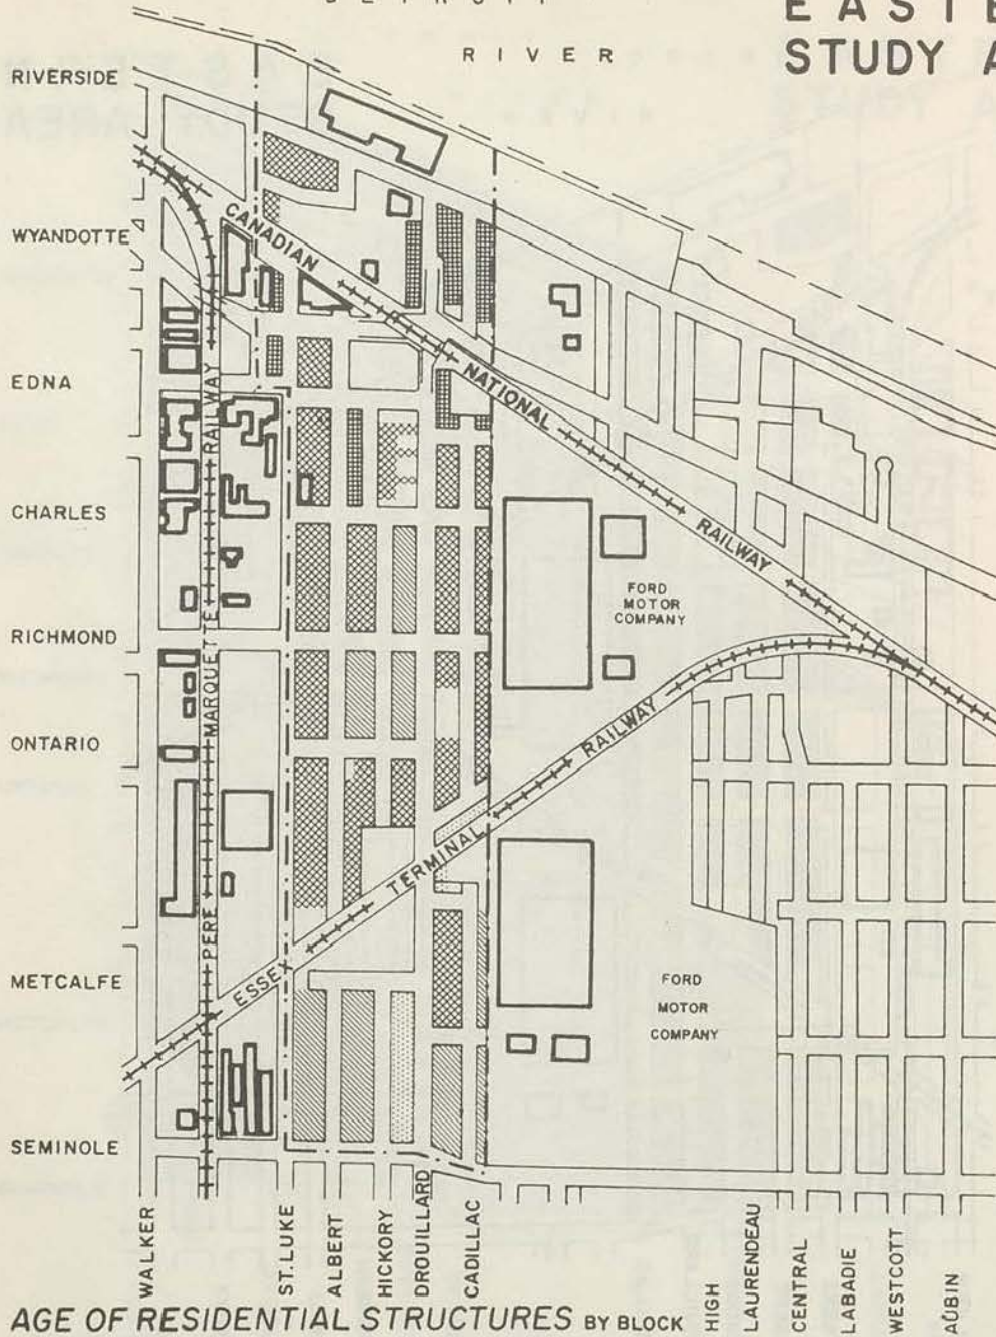 RIVER
STUDY A
RIVERSIDE
WYANDOTTE
CANADIAN
NATIONAL
RAILWAY
EDNA
CHARLES
RICHMOND
ONTARIO
METCALFE
SEMINOLE
PERE MARQUETTE RAILWAY
FORD
MOTOR
COMPANY
ESSEX TERMINAL RAILWAY
FORD
MOTOR
COMPANY
WALKER
ST. LUKE
ALBERT
HICKORY
DROUILLARD
CADILLAC
HIGH
LAURENDEAU
CENTRAL
LABADIE
WESTCOTT
AUBIN
AGE OF RESIDENTIAL STRUCTURES BY BLOCK